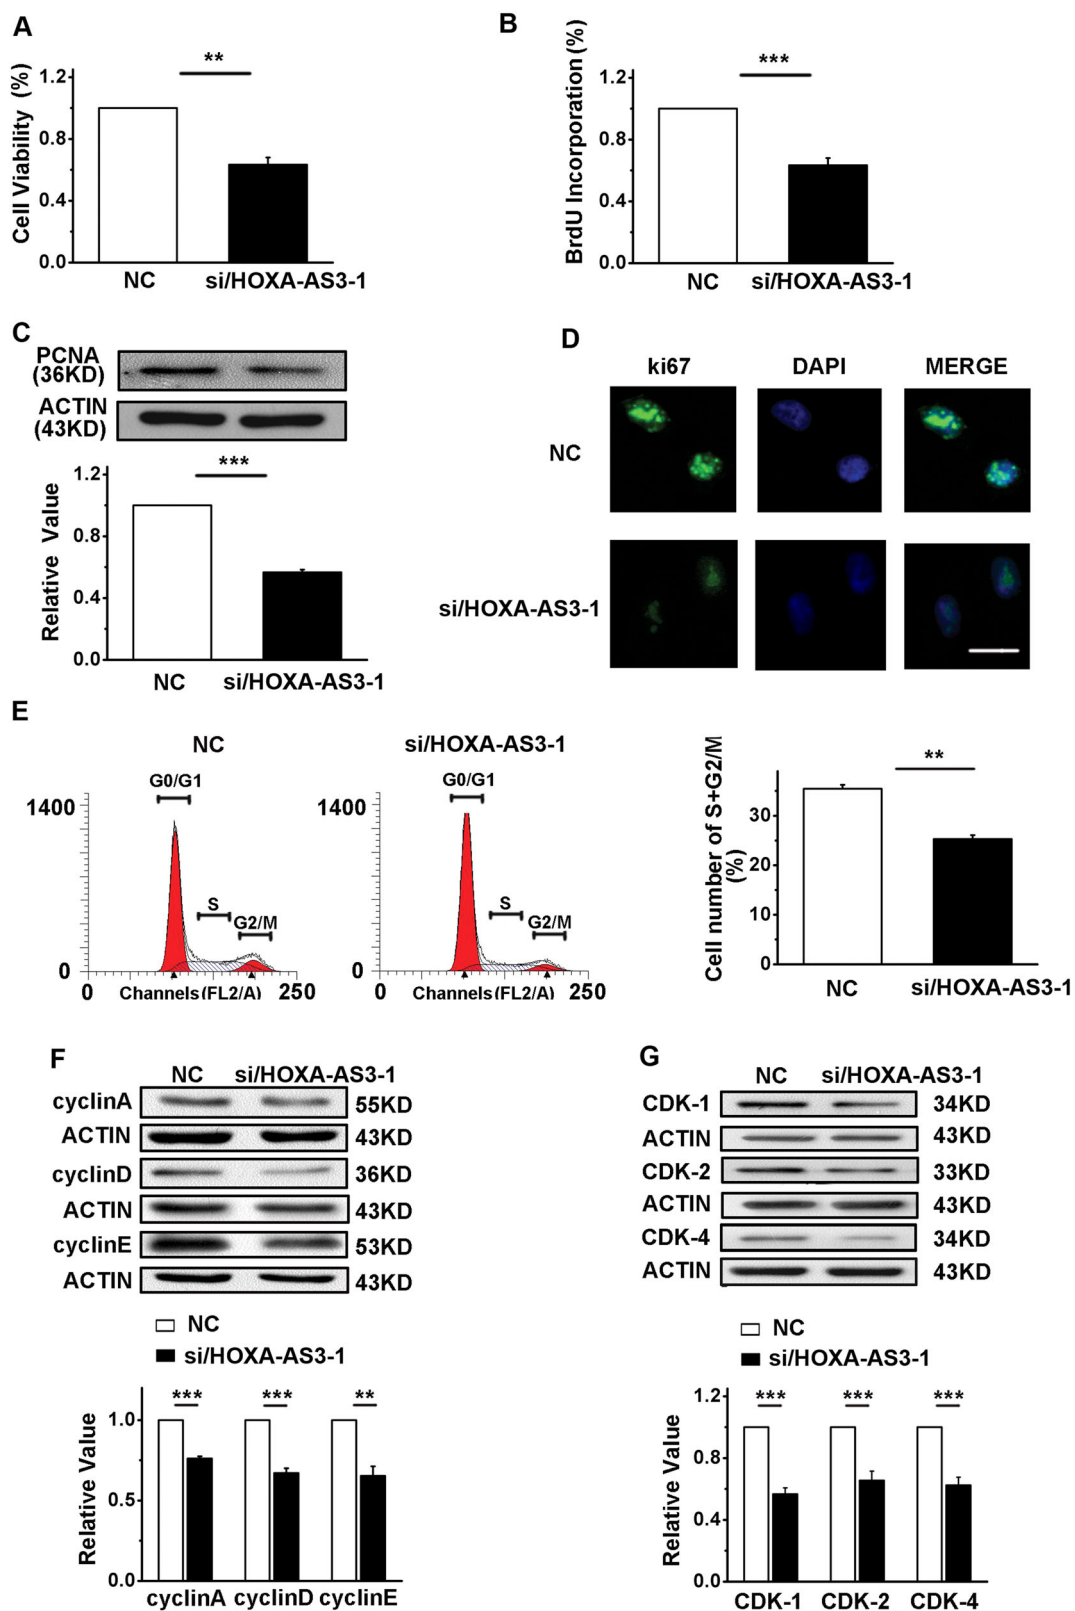 A
Cell Viability (%)
1.2
0.8
0.4
0.0
**
NC
si/HOXA-AS3-1
B
BrdU Incorporation (%)
1.2
0.8
0.4
0.0
***
NC
si/HOXA-AS3-1
C
PCNA
(36KD)
ACTIN
(43KD)
Relative Value
1.2
0.8
0.4
0.0
***
NC
si/HOXA-AS3-1
D
ki67
DAPI
MERGE
NC
si/HOXA-AS3-1
E
NC
G0/G1
1400
S
G2/M
0
0
Channels(FL2/A)
250
si/HOXA-AS3-1
G0/G1
1400
S
G2/M
0
0
Channels(FL2/A)
250
Cell number of S+G2/M
(%)
30
20
10
0
**
NC
si/HOXA-AS3-1
F
NC si/HOXA-AS3-1
cyclinA 55KD
ACTIN 43KD
cyclinD 36KD
ACTIN 43KD
cyclinE 53KD
ACTIN 43KD
NC
si/HOXA-AS3-1
Relative Value
1.0
0.5
0.0
*** *** **
cyclinA cyclinD cyclinE
G
NC si/HOXA-AS3-1
CDK-1 34KD
ACTIN 43KD
CDK-2 33KD
ACTIN 43KD
CDK-4 34KD
ACTIN 43KD
NC
si/HOXA-AS3-1
Relative Value
1.2
0.8
0.4
0.0
*** *** ***
CDK-1 CDK-2 CDK-4